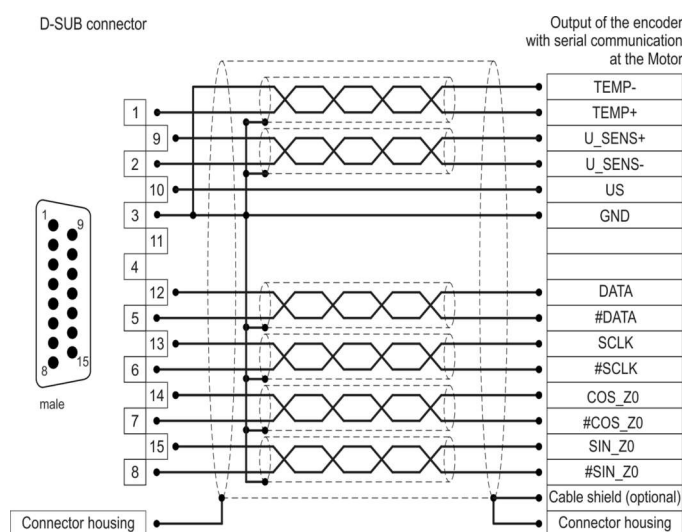 D-SUB connector
Output of the encoder
with serial communication
at the Motor
TEMP-
1
TEMP+
9
U_SENS+
2
U_SENS-
10
US
3
GND
11
4
12
DATA
5
#DATA
13
SCLK
6
#SCLK
14
COS_Z0
7
#COS_Z0
15
SIN_Z0
8
#SIN_Z0
Cable shield (optional)
Connector housing
Connector housing
1
9
8
15
male